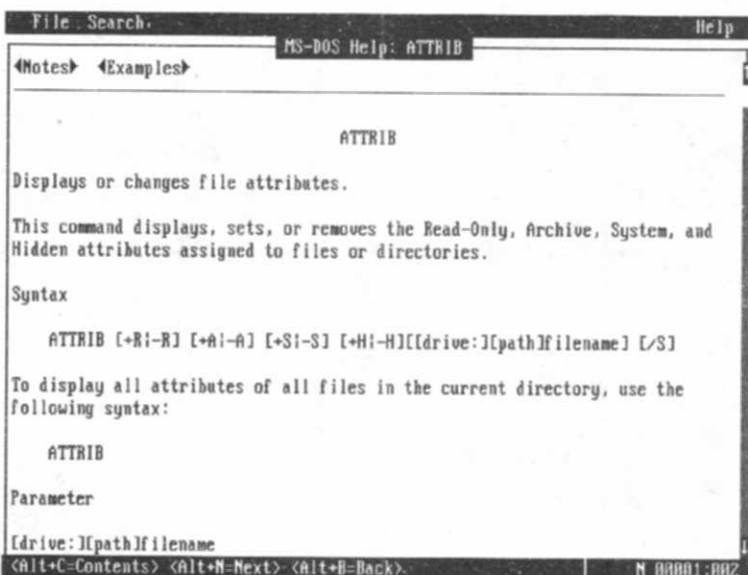 File Search Help
MS-DOS Help: ATTRIB
◄Notes► ◄Examples►
ATTRIB
Displays or changes file attributes.
This command displays, sets, or removes the Read-Only, Archive, System, and
Hidden attributes assigned to files or directories.
Syntax
ATTRIB [+R¦-R] [+A¦-A] [+S¦-S] [+H¦-H][[drive:][path]filename] [/S]
To display all attributes of all files in the current directory, use the
following syntax:
ATTRIB
Parameter
[drive:][path]filename
<Alt+C=Contents> <Alt+N=Next> <Alt+B=Back> N 00001:002